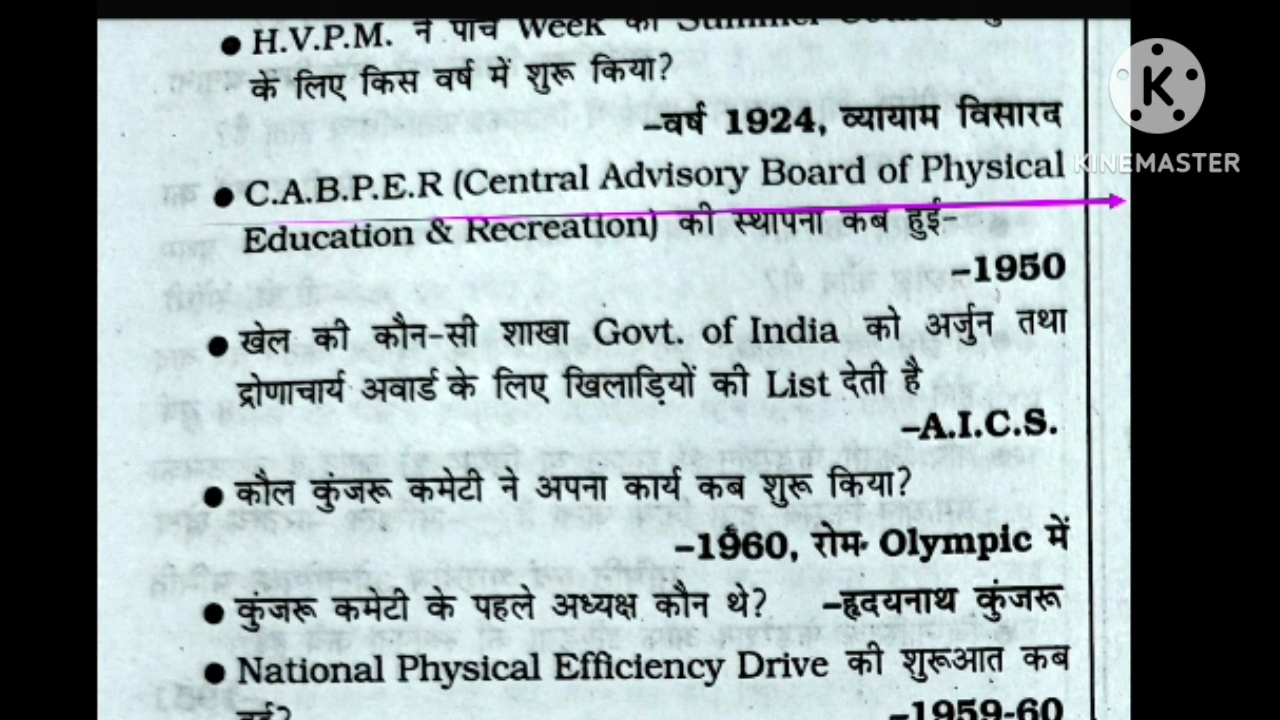 ● H.V.P.M. ने पांच Week का Summer
के लिए किस वर्ष में शुरू किया?
–वर्ष 1924, व्यायाम विसारद
● C.A.B.P.E.R (Central Advisory Board of Physical
Education & Recreation) की स्थापना कब हुई–
–1950
● खेल की कौन-सी शाखा Govt. of India को अर्जुन तथा
द्रोणाचार्य अवार्ड के लिए खिलाड़ियों की List देती है
–A.I.C.S.
● कौल कुंजरू कमेटी ने अपना कार्य कब शुरू किया?
–1960, रोम Olympic में
● कुंजरू कमेटी के पहले अध्यक्ष कौन थे? –हृदयनाथ कुंजरू
● National Physical Efficiency Drive की शुरूआत कब
–1959-60
K
KINEMASTER